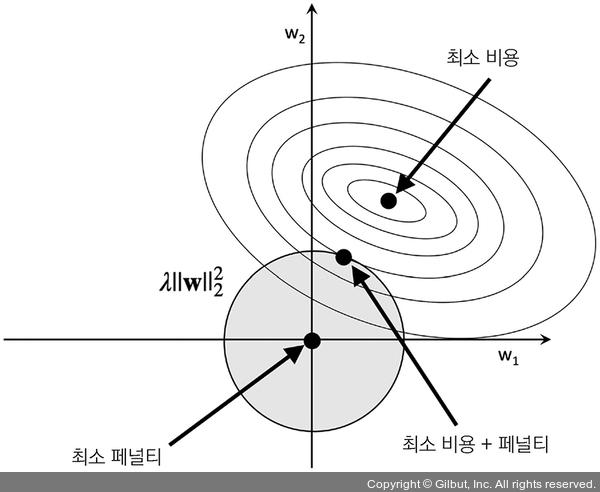 w₂
최소 비용
λ||w||₂²
w₁
최소 페널티
최소 비용 + 페널티
Copyright © Gilbut, Inc. All rights reserved.